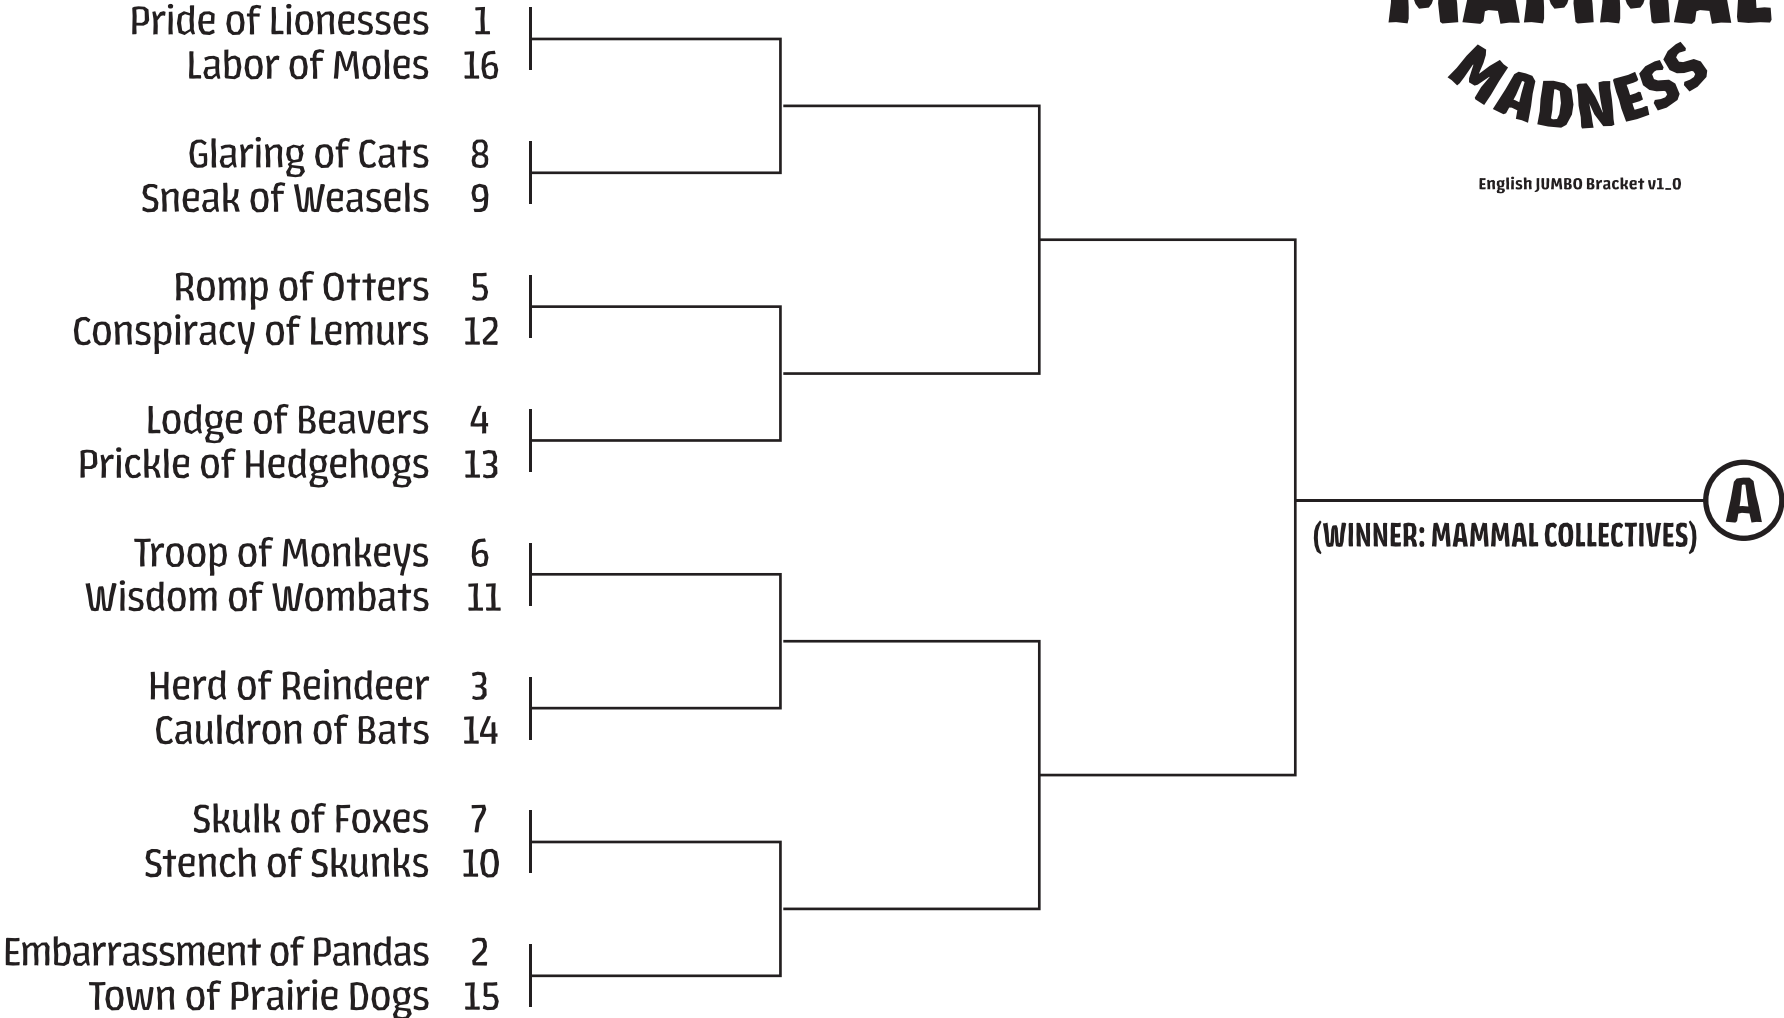 Pride of Lionesses 1
Labor of Moles 16
MAMMAL
MADNESS
English JUMBO Bracket v1_0
Glaring of Cats 8
Sneak of Weasels 9
Romp of Otters 5
Conspiracy of Lemurs 12
Lodge of Beavers 4
Prickle of Hedgehogs 13
A
(WINNER: MAMMAL COLLECTIVES)
Troop of Monkeys 6
Wisdom of Wombats 11
Herd of Reindeer 3
Cauldron of Bats 14
Skulk of Foxes 7
Stench of Skunks 10
Embarrassment of Pandas 2
Town of Prairie Dogs 15